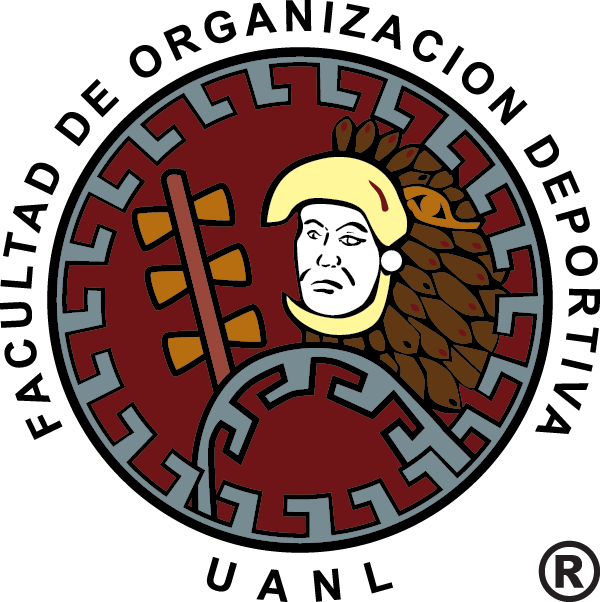 FACULTAD DE ORGANIZACION DEPORTIVA
UANL
®